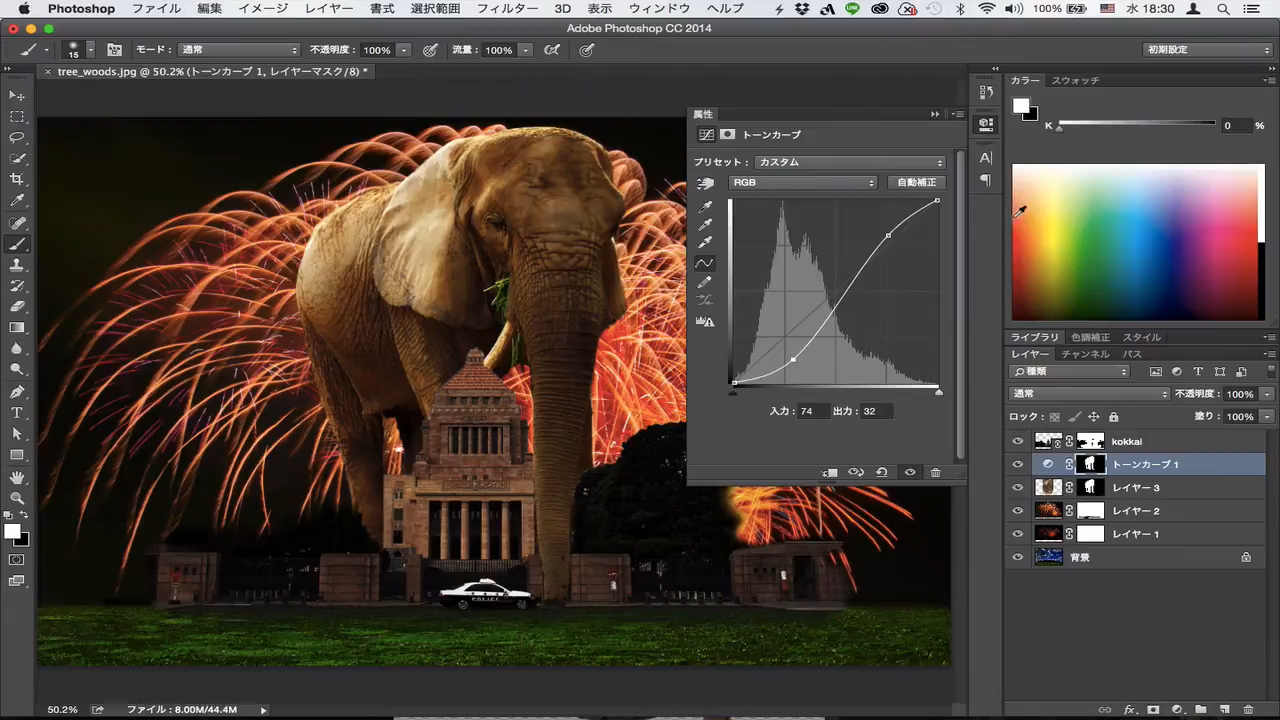 Photoshop ファイル 編集 イメージ レイヤー 書式 選択範囲 フィルター 3D 表示 ウィンドウ ヘルプ 100% 水 18:30
Adobe Photoshop CC 2014
15 モード： 通常 不透明度： 100% 流量： 100% 初期設定
× tree_woods.jpg @ 50.2% (トーンカーブ 1, レイヤーマスク/8) *
カラー スウォッチ
K 0 %
属性
トーンカーブ
プリセット： カスタム
RGB 自動補正
入力： 74 出力： 32
ライブラリ 色調補正 スタイル
レイヤー チャンネル パス
種類
通常 不透明度： 100%
ロック： 塗り： 100%
kokkai
トーンカーブ 1
レイヤー 3
レイヤー 2
レイヤー 1
背景
POLICE
50.2% ファイル：8.00M/44.4M